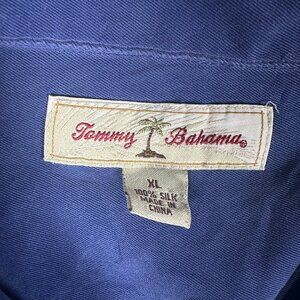 Tommy Bahama®
XL
100% SILK
MADE IN
CHINA